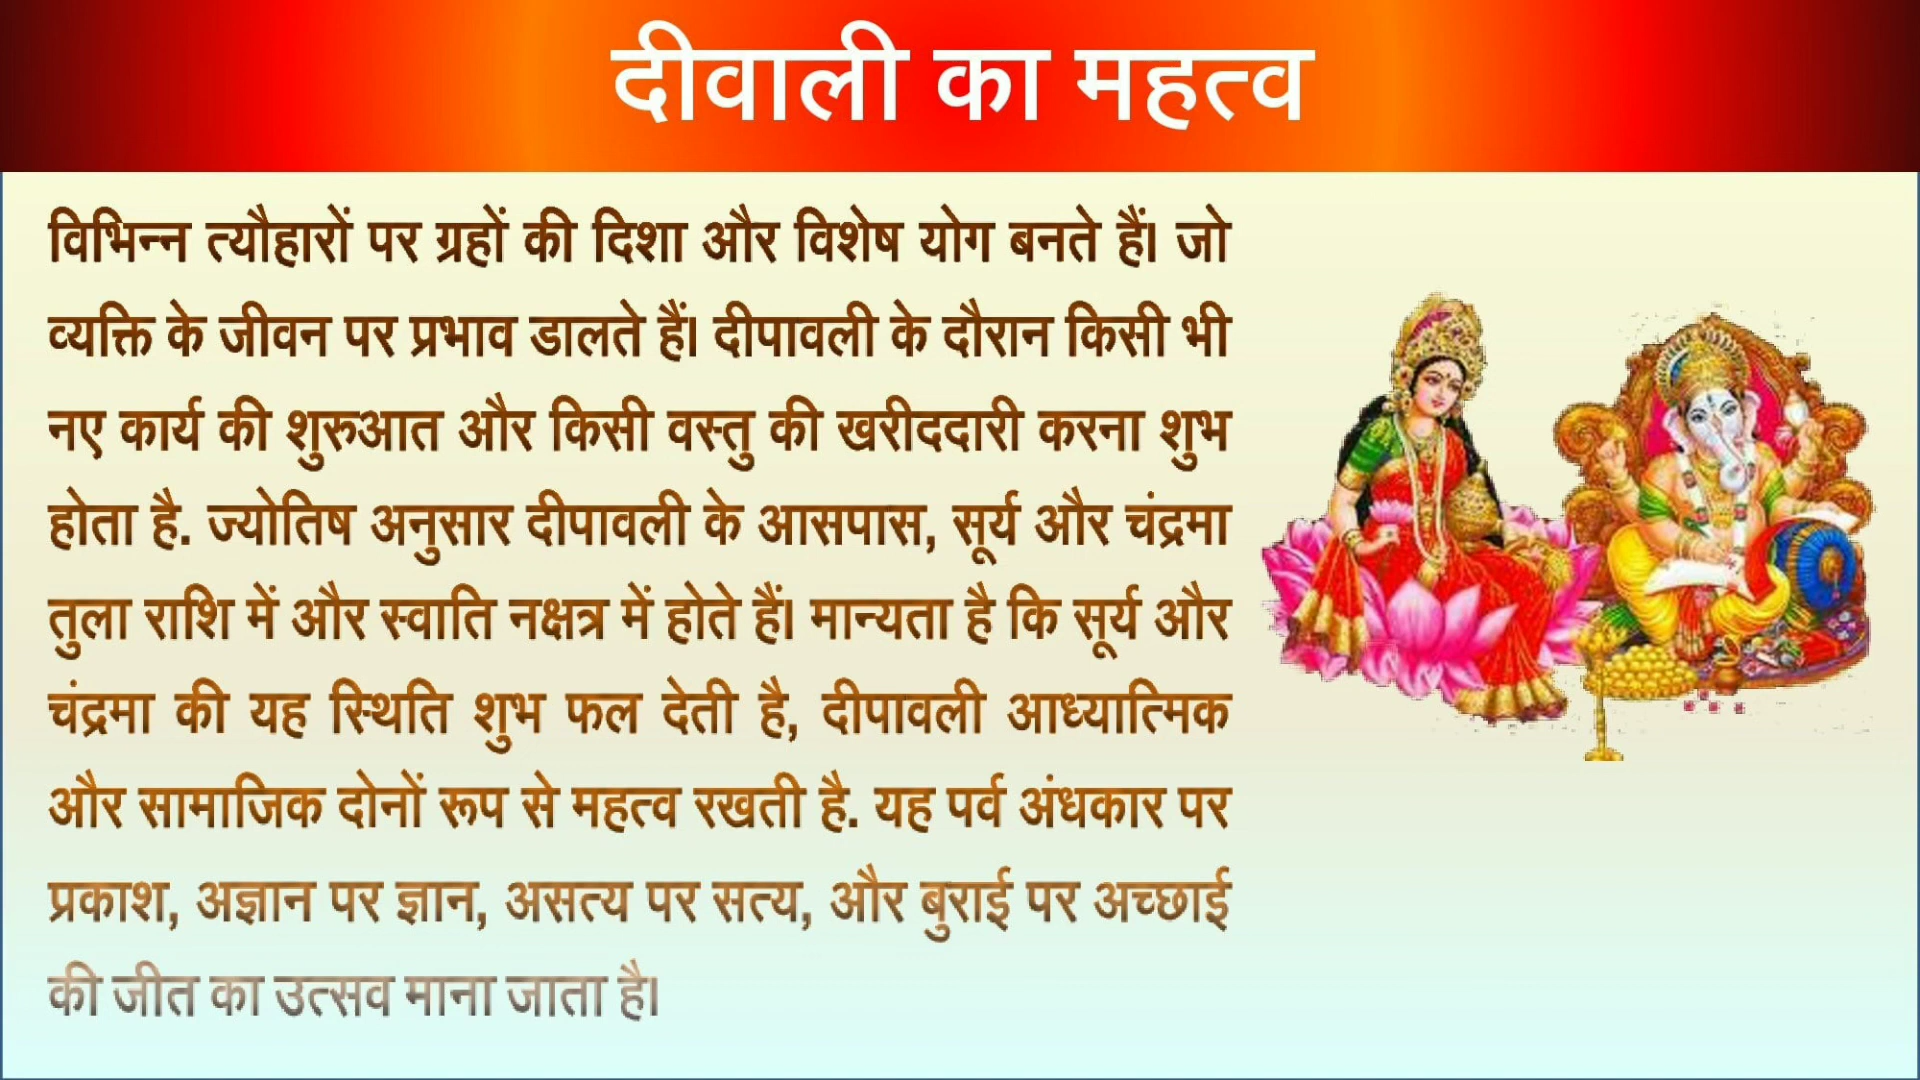 दीवाली का महत्व
विभिन्न त्यौहारों पर ग्रहों की दिशा और विशेष योग बनते हैं। जो
व्यक्ति के जीवन पर प्रभाव डालते हैं। दीपावली के दौरान किसी भी
नए कार्य की शुरुआत और किसी वस्तु की खरीददारी करना शुभ
होता है. ज्योतिष अनुसार दीपावली के आसपास, सूर्य और चंद्रमा
तुला राशि में और स्वाति नक्षत्र में होते हैं। मान्यता है कि सूर्य और
चंद्रमा की यह स्थिति शुभ फल देती है, दीपावली आध्यात्मिक
और सामाजिक दोनों रूप से महत्व रखती है. यह पर्व अंधकार पर
प्रकाश, अज्ञान पर ज्ञान, असत्य पर सत्य, और बुराई पर अच्छाई
की जीत का उत्सव माना जाता है।